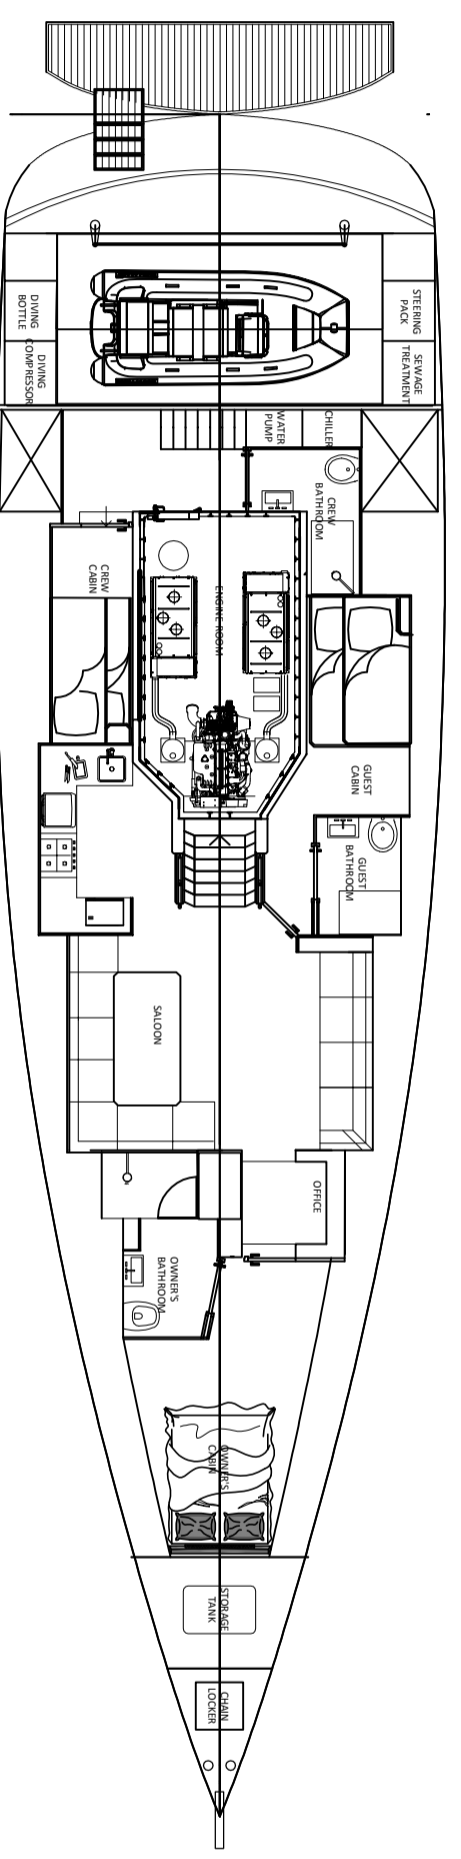 DIVING
BOTTLE
DIVING
COMPRESSOR
STEERING
PACK
SEWAGE
TREATMENT
WATER
PUMP
CHILLER
CREW
BATHROOM
CREW
CABIN
ENGINE ROOM
GUEST
CABIN
GUEST
BATHROOM
SALOON
OFFICE
OWNER'S
BATHROOM
OWNER'S
CABIN
STORAGE
TANK
CHAIN
LOCKER